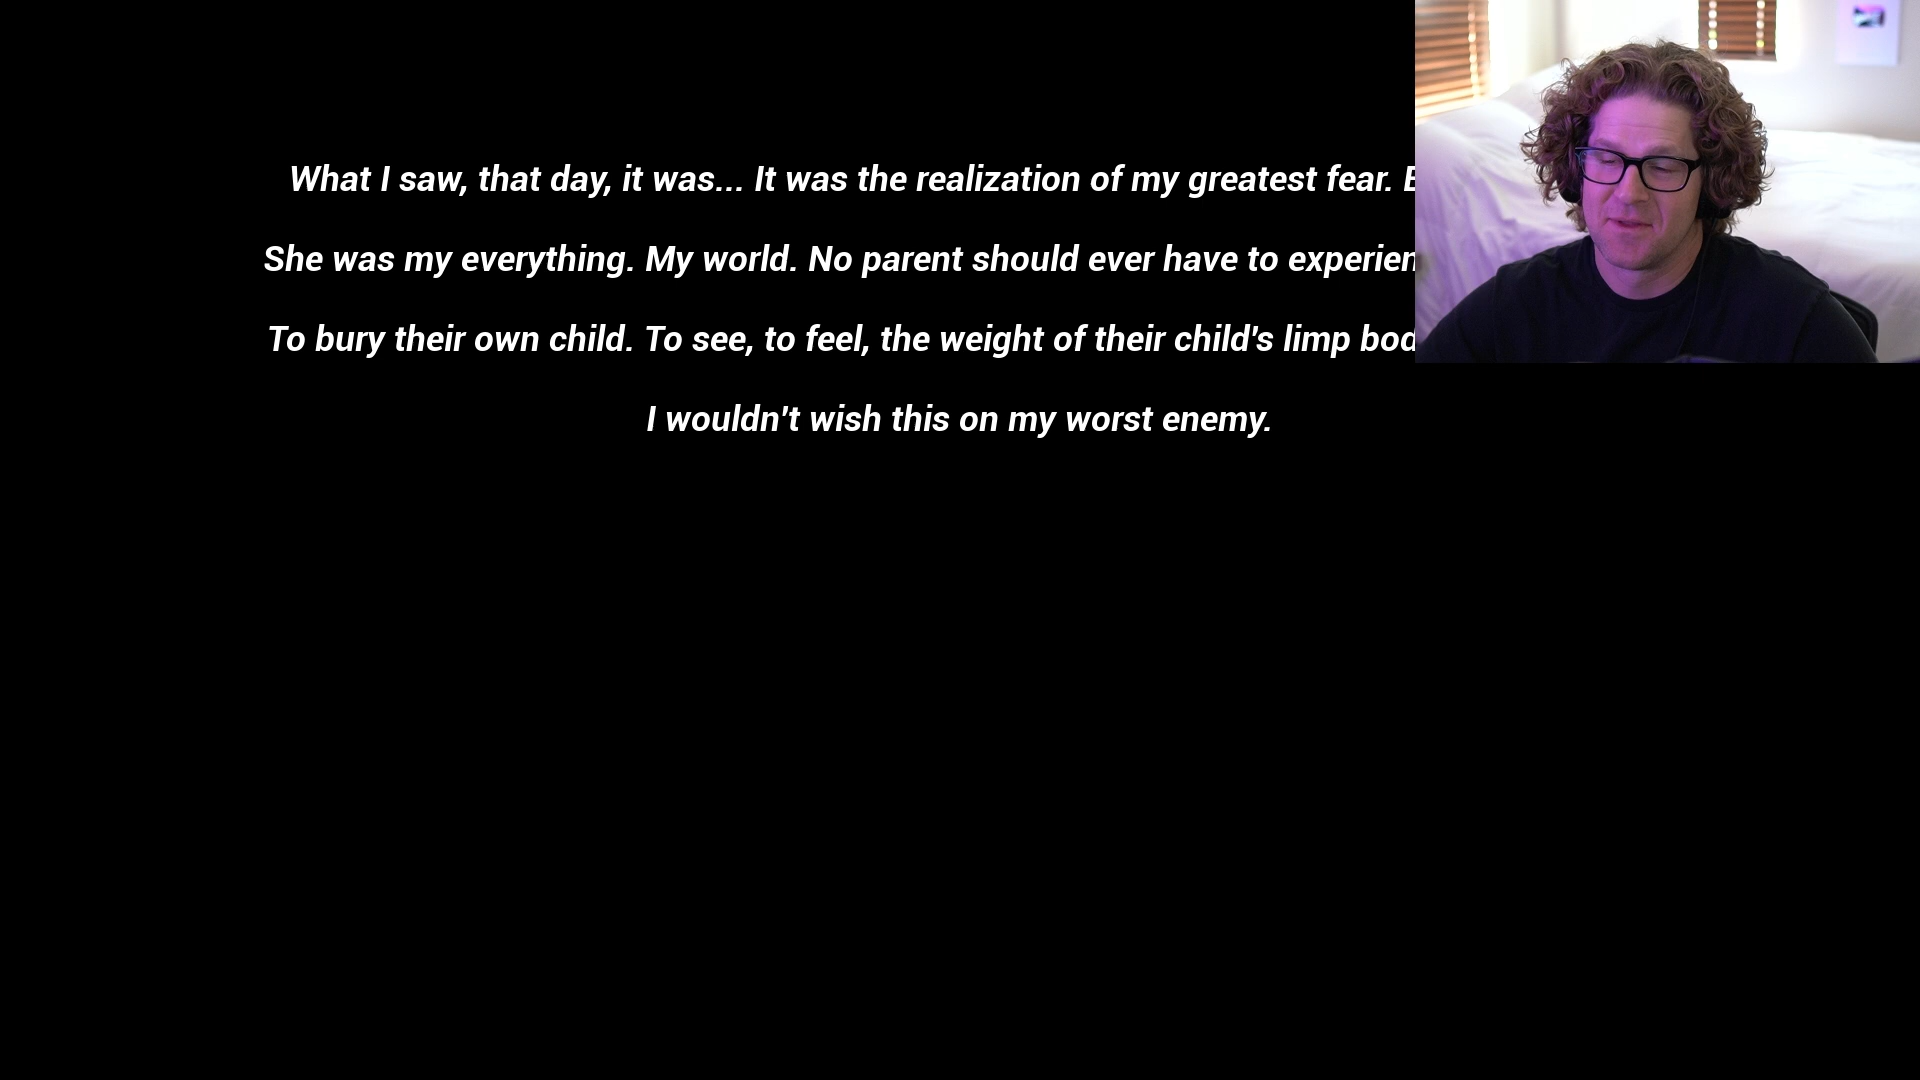 What I saw, that day, it was... It was the realization of my greatest fear.
She was my everything. My world. No parent should ever have to
To bury their own child. To see, to feel, the weight of their child's limp
I wouldn't wish this on my worst enemy.